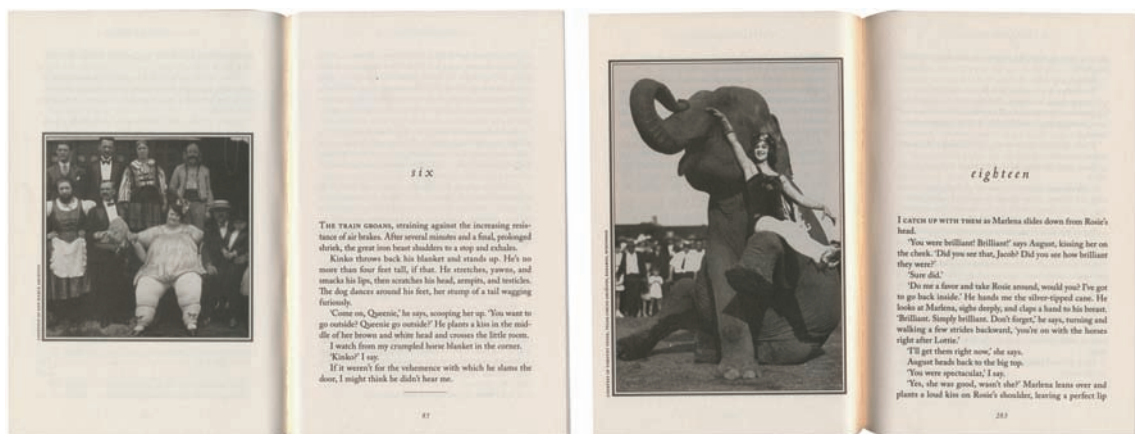 six
THE TRAIN GROANS, straining against the increasing resis-
tance of air brakes. After several minutes and a final, prolonged
shriek, the great iron beast shudders to a stop and exhales.
Kinko throws back his blanket and stands up. He's no
more than four feet tall, if that. He stretches, yawns, and
smacks his lips, then scratches his head, armpits, and testicles.
The dog dances around his feet, her stump of a tail wagging
furiously.
'Come on, Queenie,' he says, scooping her up. 'You want to
go outside? Queenie go outside?' He plants a kiss in the mid-
dle of her brown and white head and crosses the little room.
I watch from my crumpled horse blanket in the corner.
'Kinko?' I say.
If it weren't for the vehemence with which he slams the
door, I might think he didn't hear me.
eighteen
I CATCH UP WITH THEM as Marlena slides down from Rosie's
head.
'You were brilliant! Brilliant!' says August, kissing her on
the cheek. 'Did you see that, Jacob? Did you see how brilliant
they were?'
'Sure did.'
'Do me a favor and take Rosie around, would you? I've got
to go back inside.' He hands me the silver-tipped cane. He
looks at Marlena, sighs deeply, and claps a hand to his breast.
'Brilliant. Simply brilliant. Don't forget,' he says, turning and
walking a few strides backward, 'you're on with the horses
right after Lottie.'
'I'll get them right now,' she says.
August heads back to the big top.
'You were spectacular,' I say.
'Yes, she was good, wasn't she?' Marlena leans over and
plants a loud kiss on Rosie's shoulder, leaving a perfect lip
283